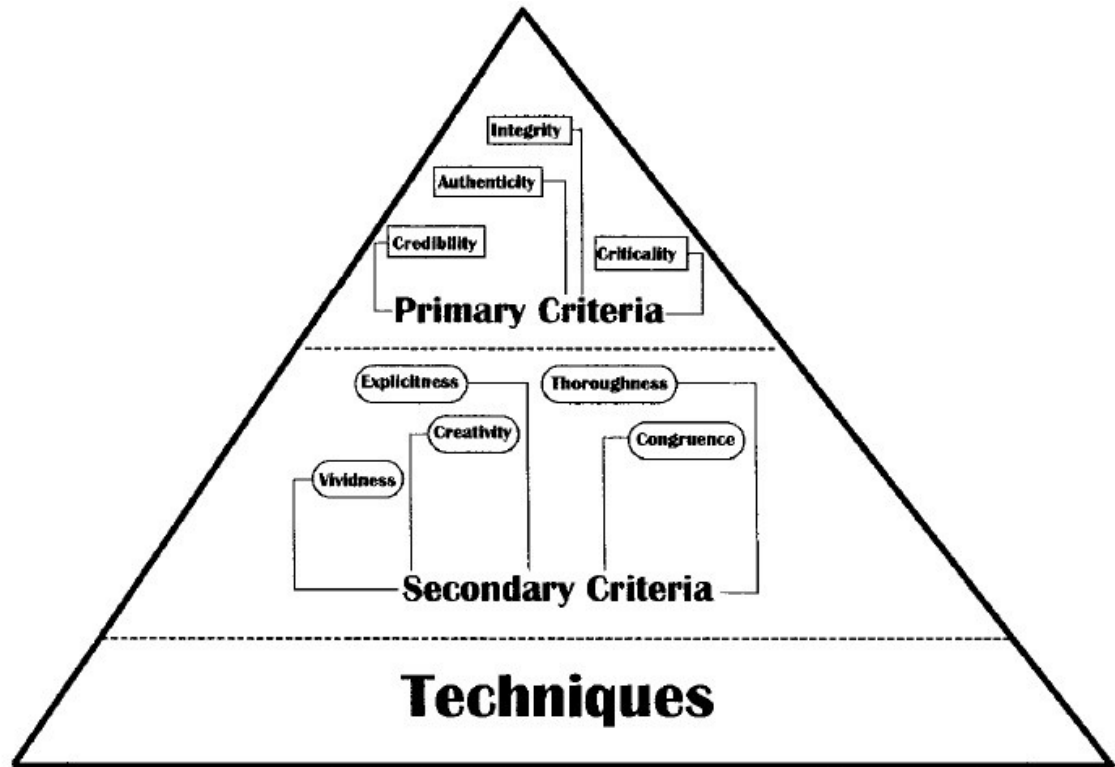 Integrity
Authenticity
Credibility
Criticality
Primary Criteria
Explicitness
Thoroughness
Creativity
Congruence
Vividness
Secondary Criteria
Techniques